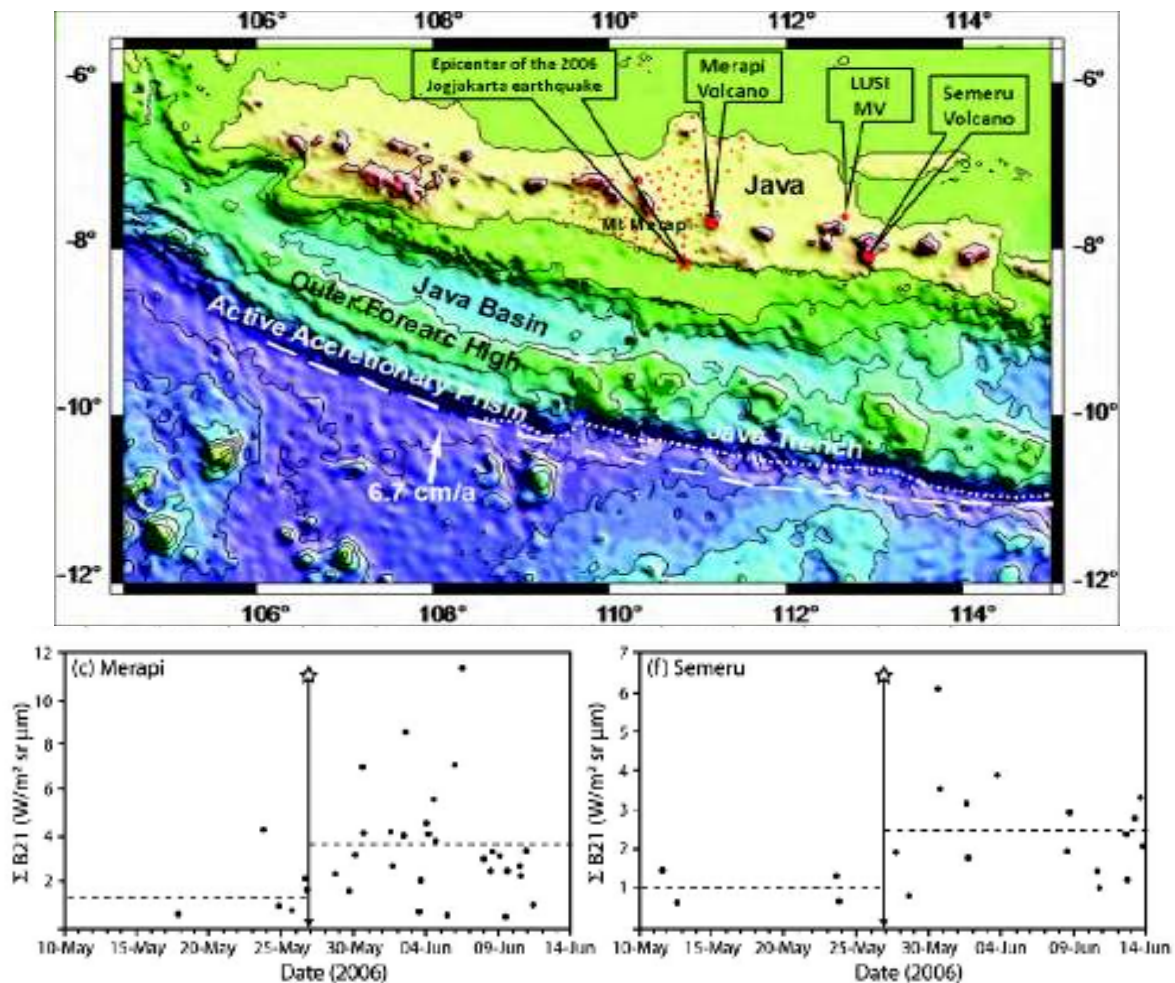 106° 108° 110° 112° 114°
-6° -6°
Epicenter of the 2006
Jogjakarta earthquake
Merapi
Volcano
LUSI
MV
Semeru
Volcano
Java
Mt Merapi
-8° -8°
Java Basin
Outer Forearc High
Active Accretionary Prism
-10° -10°
Java Trench
6.7 cm/a
-12° -12°
106° 108° 110° 112° 114°
(c) Merapi
12
10
8
6
4
2
Σ B21 (W/m² sr µm)
10-May 15-May 20-May 25-May 30-May 04-Jun 09-Jun 14-Jun
Date (2006)
(f) Semeru
7
6
5
4
3
2
1
Σ B21 (W/m² sr µm)
10-May 15-May 20-May 25-May 30-May 04-Jun 09-Jun 14-Jun
Date (2006)